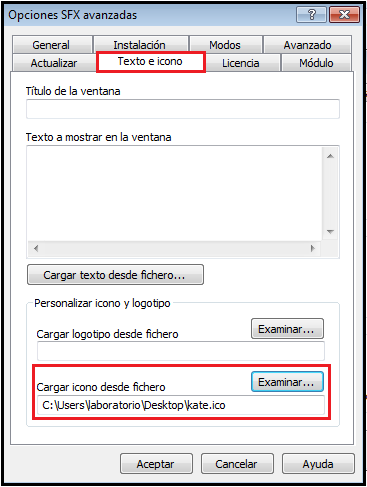 Opciones SFX avanzadas
General Instalación Modos Avanzado
Actualizar Texto e icono Licencia Módulo
Título de la ventana
Texto a mostrar en la ventana
Cargar texto desde fichero...
Personalizar icono y logotipo
Cargar logotipo desde fichero Examinar...
Cargar icono desde fichero Examinar...
C:\Users\laboratorio\Desktop\kate.ico
Aceptar Cancelar Ayuda